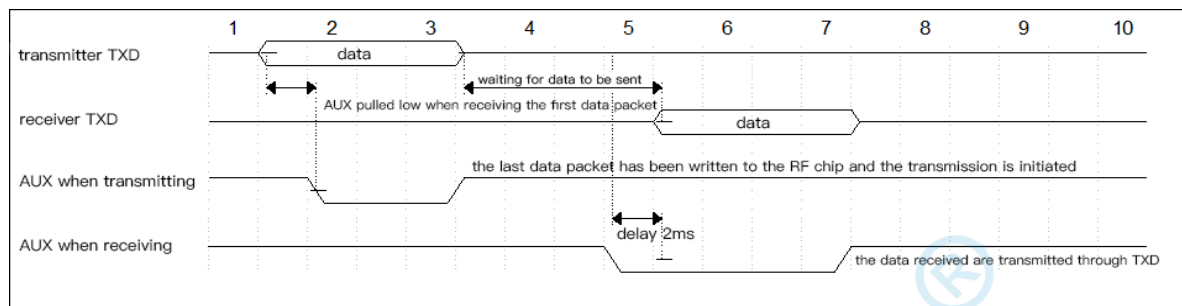 1 2 3 4 5 6 7 8 9 10
transmitter TXD
data
waiting for data to be sent
AUX pulled low when receiving the first data packet
receiver TXD
data
the last data packet has been written to the RF chip and the transmission is initiated
AUX when transmitting
delay 2ms
AUX when receiving
the data received are transmitted through TXD
®